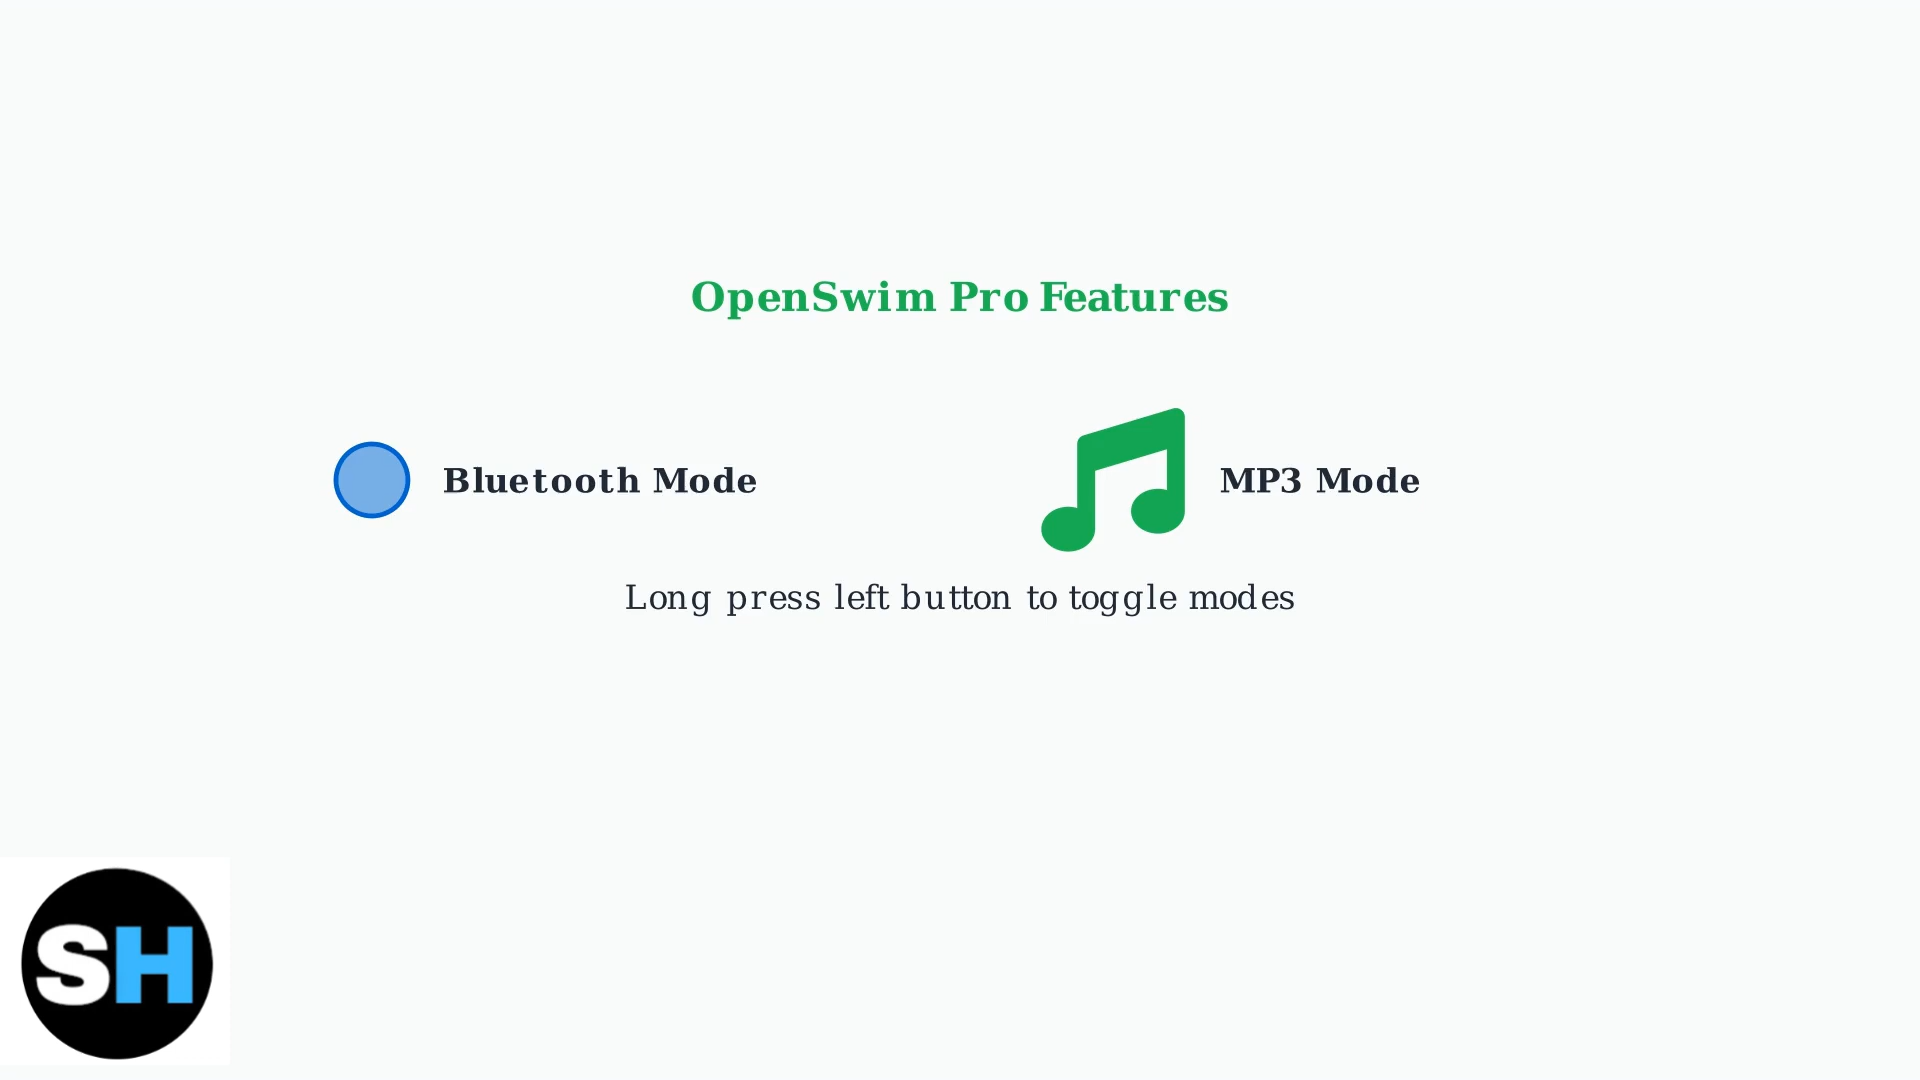 OpenSwim Pro Features
Bluetooth Mode
MP3 Mode
Long press left button to toggle modes
SH